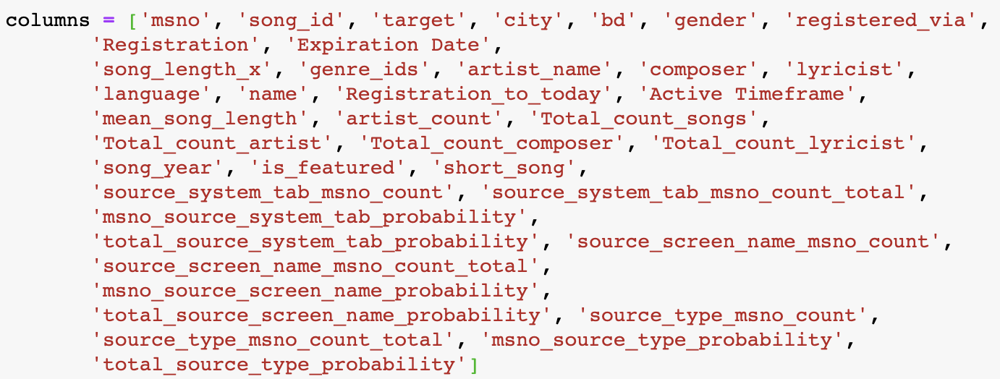 columns = ['msno', 'song_id', 'target', 'city', 'bd', 'gender', 'registered_via',
'Registration', 'Expiration Date',
'song_length_x', 'genre_ids', 'artist_name', 'composer', 'lyricist',
'language', 'name', 'Registration_to_today', 'Active Timeframe',
'mean_song_length', 'artist_count', 'Total_count_songs',
'Total_count_artist', 'Total_count_composer', 'Total_count_lyricist',
'song_year', 'is_featured', 'short_song',
'source_system_tab_msno_count', 'source_system_tab_msno_count_total',
'msno_source_system_tab_probability',
'total_source_system_tab_probability', 'source_screen_name_msno_count',
'source_screen_name_msno_count_total',
'msno_source_screen_name_probability',
'total_source_screen_name_probability', 'source_type_msno_count',
'source_type_msno_count_total', 'msno_source_type_probability',
'total_source_type_probability']